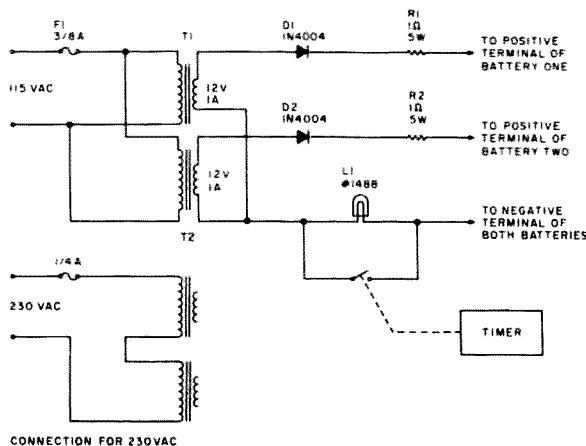 F1
3/8A
T1
D1
1N4004
R1
1Ω
5W
TO POSITIVE
TERMINAL OF
BATTERY ONE
115 VAC
12V
1A
D2
1N4004
R2
1Ω
5W
TO POSITIVE
TERMINAL OF
BATTERY TWO
12V
1A
L1
#1488
TO NEGATIVE
TERMINAL OF
BOTH BATTERIES
T2
1/4A
230 VAC
TIMER
CONNECTION FOR 230VAC